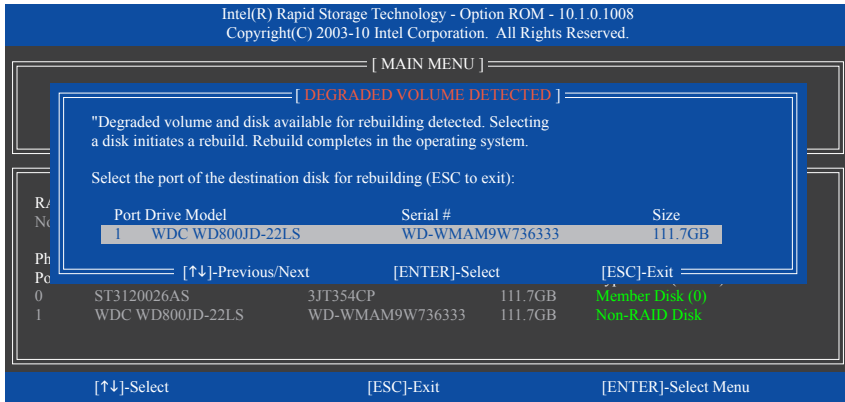 Intel(R) Rapid Storage Technology - Option ROM - 10.1.0.1008
Copyright(C) 2003-10 Intel Corporation.  All Rights Reserved.
[ MAIN MENU ]
[ DEGRADED VOLUME DETECTED ]
"Degraded volume and disk available for rebuilding detected. Selecting
a disk initiates a rebuild. Rebuild completes in the operating system.
Select the port of the destination disk for rebuilding (ESC to exit):
Port Drive Model Serial # Size
1 WDC WD800JD-22LS WD-WMAM9W736333 111.7GB
[↑↓]-Previous/Next [ENTER]-Select [ESC]-Exit
0 ST3120026AS 3JT354CP 111.7GB Member Disk (0)
1 WDC WD800JD-22LS WD-WMAM9W736333 111.7GB Non-RAID Disk
[↑↓]-Select [ESC]-Exit [ENTER]-Select Menu